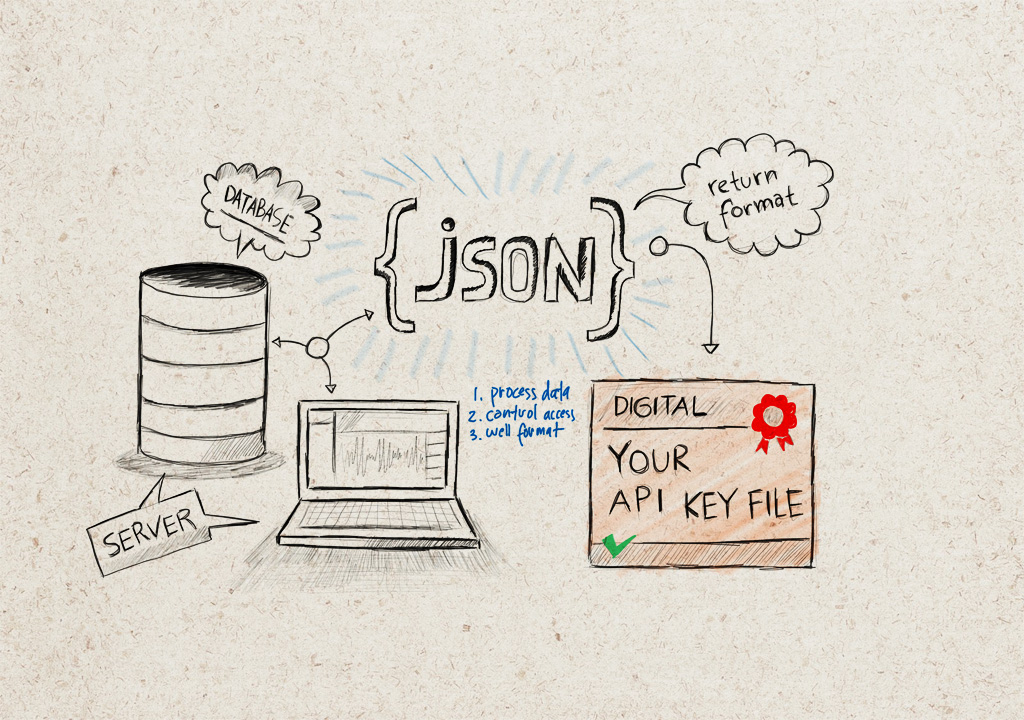 DATABASE
{json}
return
format
1. process data
2. control access
3. well format
DIGITAL
YOUR
API KEY FILE
SERVER